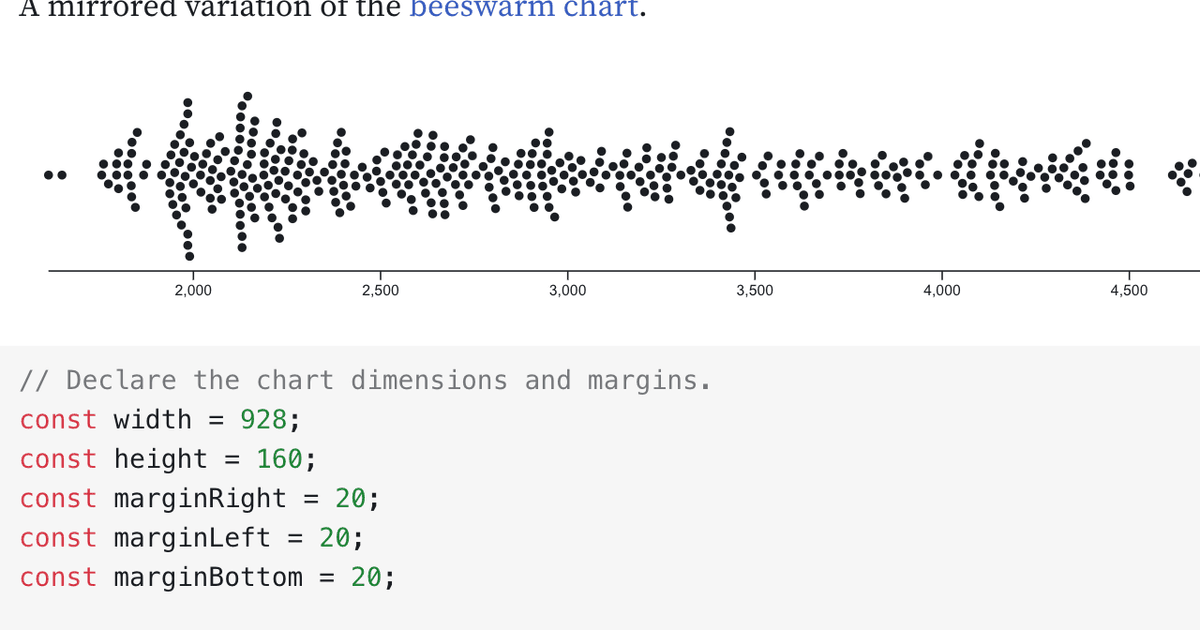 A mirrored variation of the beeswarm chart.
2,000 2,500 3,000 3,500 4,000 4,500
// Declare the chart dimensions and margins.
const width = 928;
const height = 160;
const marginRight = 20;
const marginLeft = 20;
const marginBottom = 20;